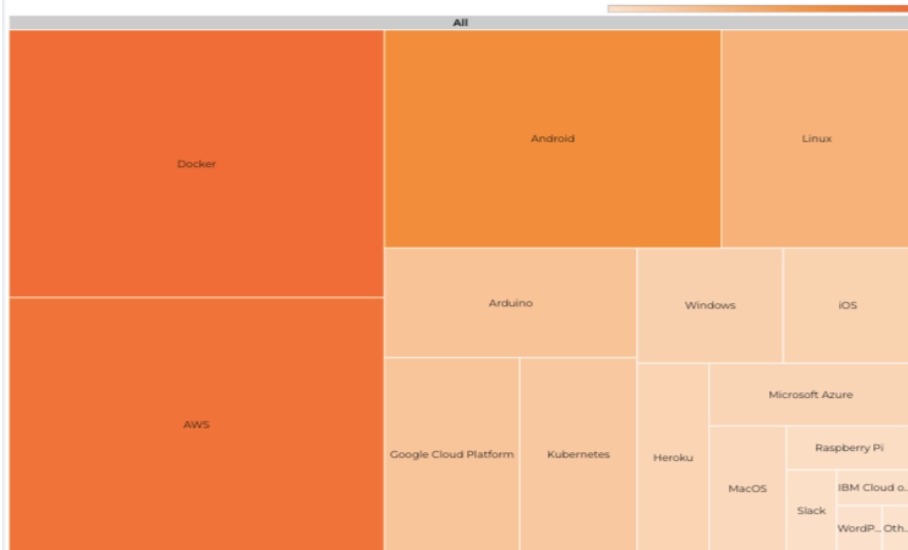 All
Docker
Android
Linux
Arduino
Windows
iOS
AWS
Google Cloud Platform
Kubernetes
Heroku
Microsoft Azure
MacOS
Raspberry Pi
Slack
IBM Cloud o..
WordP...
Oth..